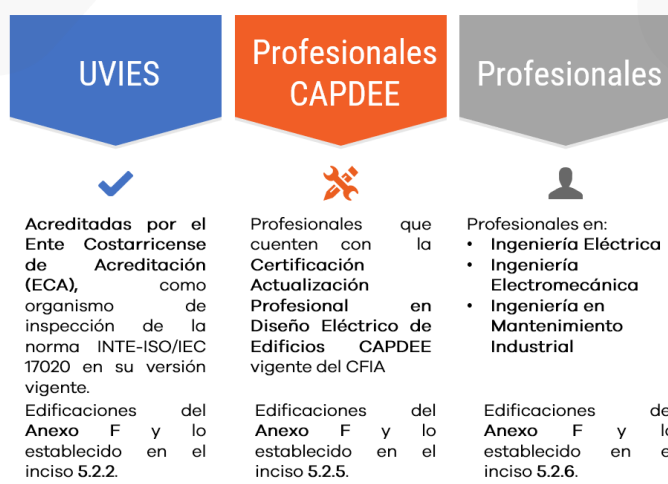 UVIES
Acreditadas por el
Ente Costarricense
de Acreditación
(ECA), como
organismo de
inspección de la
norma INTE-ISO/IEC
17020 en su versión
vigente.
Edificaciones del
Anexo F y lo
establecido en el
inciso 5.2.2.
Profesionales
CAPDEE
Profesionales que
cuenten con la
Certificación
Actualización
Profesional en
Diseño Eléctrico de
Edificios CAPDEE
vigente del CFIA
Edificaciones del
Anexo F y lo
establecido en el
inciso 5.2.5.
Profesionales
Profesionales en:
• Ingeniería Eléctrica
• Ingeniería
Electromecánica
• Ingeniería en
Mantenimiento
Industrial
Edificaciones
Anexo F y
establecido en
inciso 5.2.6.